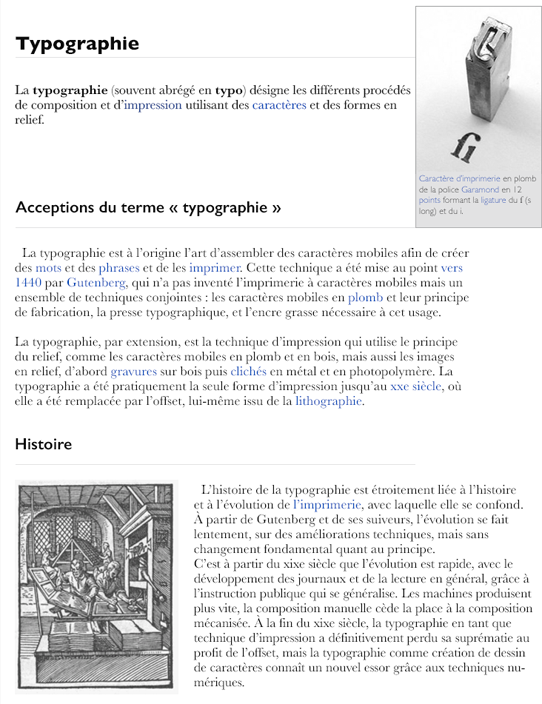 Typographie
La typographie (souvent abrégé en typo) désigne les différents procédés
de composition et d’impression utilisant des caractères et des formes en
relief.
fi
Caractère d’imprimerie en plomb
de la police Garamond en 12
points formant la ligature du f (s
long) et du i.
Acceptions du terme « typographie »
La typographie est à l’origine l’art d’assembler des caractères mobiles afin de créer
des mots et des phrases et de les imprimer. Cette technique a été mise au point vers
1440 par Gutenberg, qui n’a pas inventé l’imprimerie à caractères mobiles mais un
ensemble de techniques conjointes : les caractères mobiles en plomb et leur principe
de fabrication, la presse typographique, et l’encre grasse nécessaire à cet usage.
La typographie, par extension, est la technique d’impression qui utilise le principe
du relief, comme les caractères mobiles en plomb et en bois, mais aussi les images
en relief, d’abord gravures sur bois puis clichés en métal et en photopolymère. La
typographie a été pratiquement la seule forme d’impression jusqu’au xxe siècle, où
elle a été remplacée par l’offset, lui-même issu de la lithographie.
Histoire
L’histoire de la typographie est étroitement liée à l’histoire
et à l’évolution de l’imprimerie, avec laquelle elle se confond.
À partir de Gutenberg et de ses suiveurs, l’évolution se fait
lentement, sur des améliorations techniques, mais sans
changement fondamental quant au principe.
C’est à partir du xixe siècle que l’évolution est rapide, avec le
développement des journaux et de la lecture en général, grâce à
l’instruction publique qui se généralise. Les machines produisent
plus vite, la composition manuelle cède la place à la composition
mécanisée. À la fin du xixe siècle, la typographie en tant que
technique d’impression a définitivement perdu sa suprématie au
profit de l’offset, mais la typographie comme création de dessin
de caractères connaît un nouvel essor grâce aux techniques nu-
mériques.